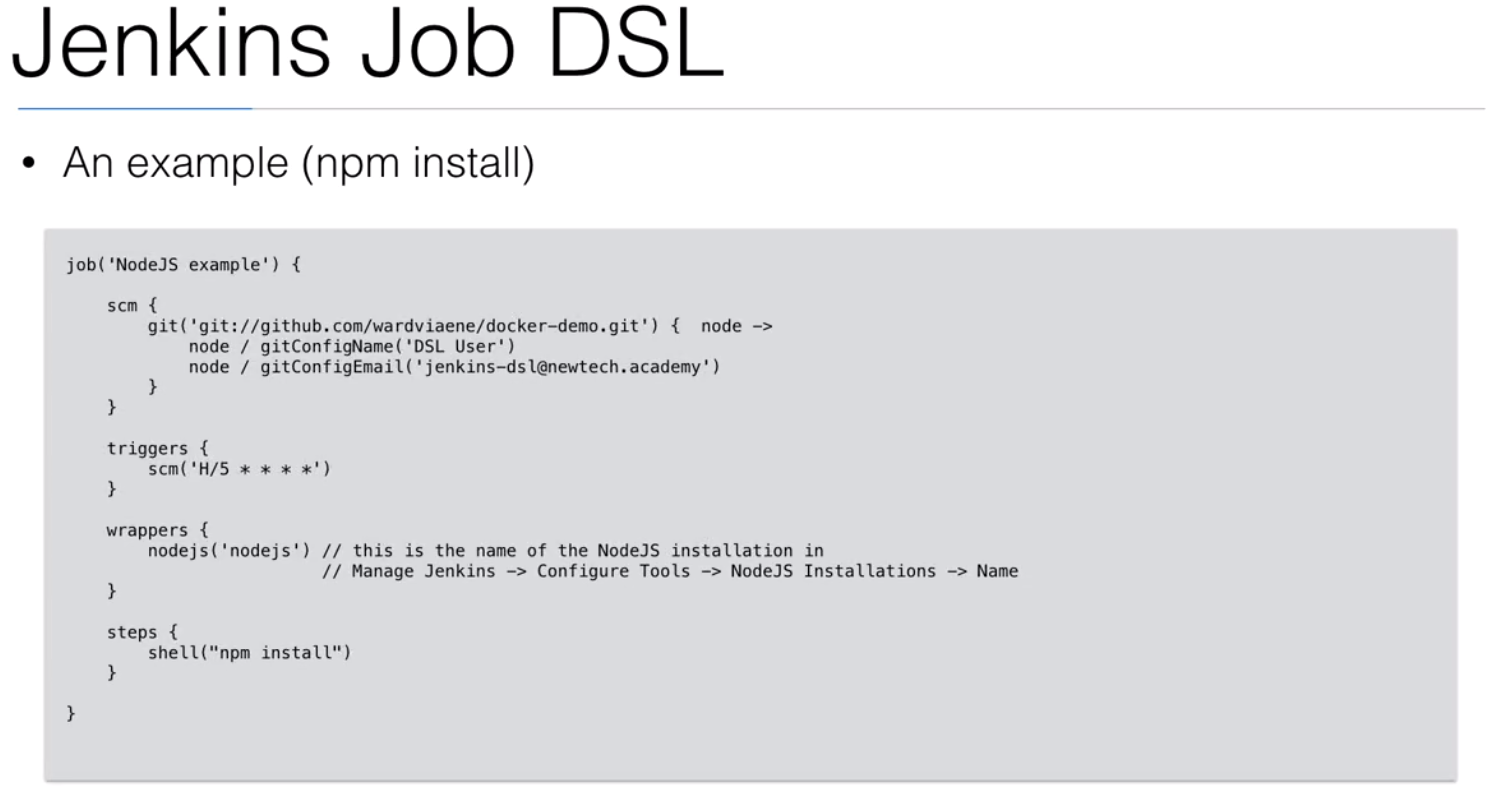 Jenkins Job DSL
• An example (npm install)
job('NodeJS example') {
    scm {
        git('git://github.com/wardviaene/docker-demo.git') {  node ->
            node / gitConfigName('DSL User')
            node / gitConfigEmail('jenkins-dsl@newtech.academy')
        }
    }
    triggers {
        scm('H/5 * * * *')
    }
    wrappers {
        nodejs('nodejs') // this is the name of the NodeJS installation in
                         // Manage Jenkins -> Configure Tools -> NodeJS Installations -> Name
    }
    steps {
        shell("npm install")
    }
}